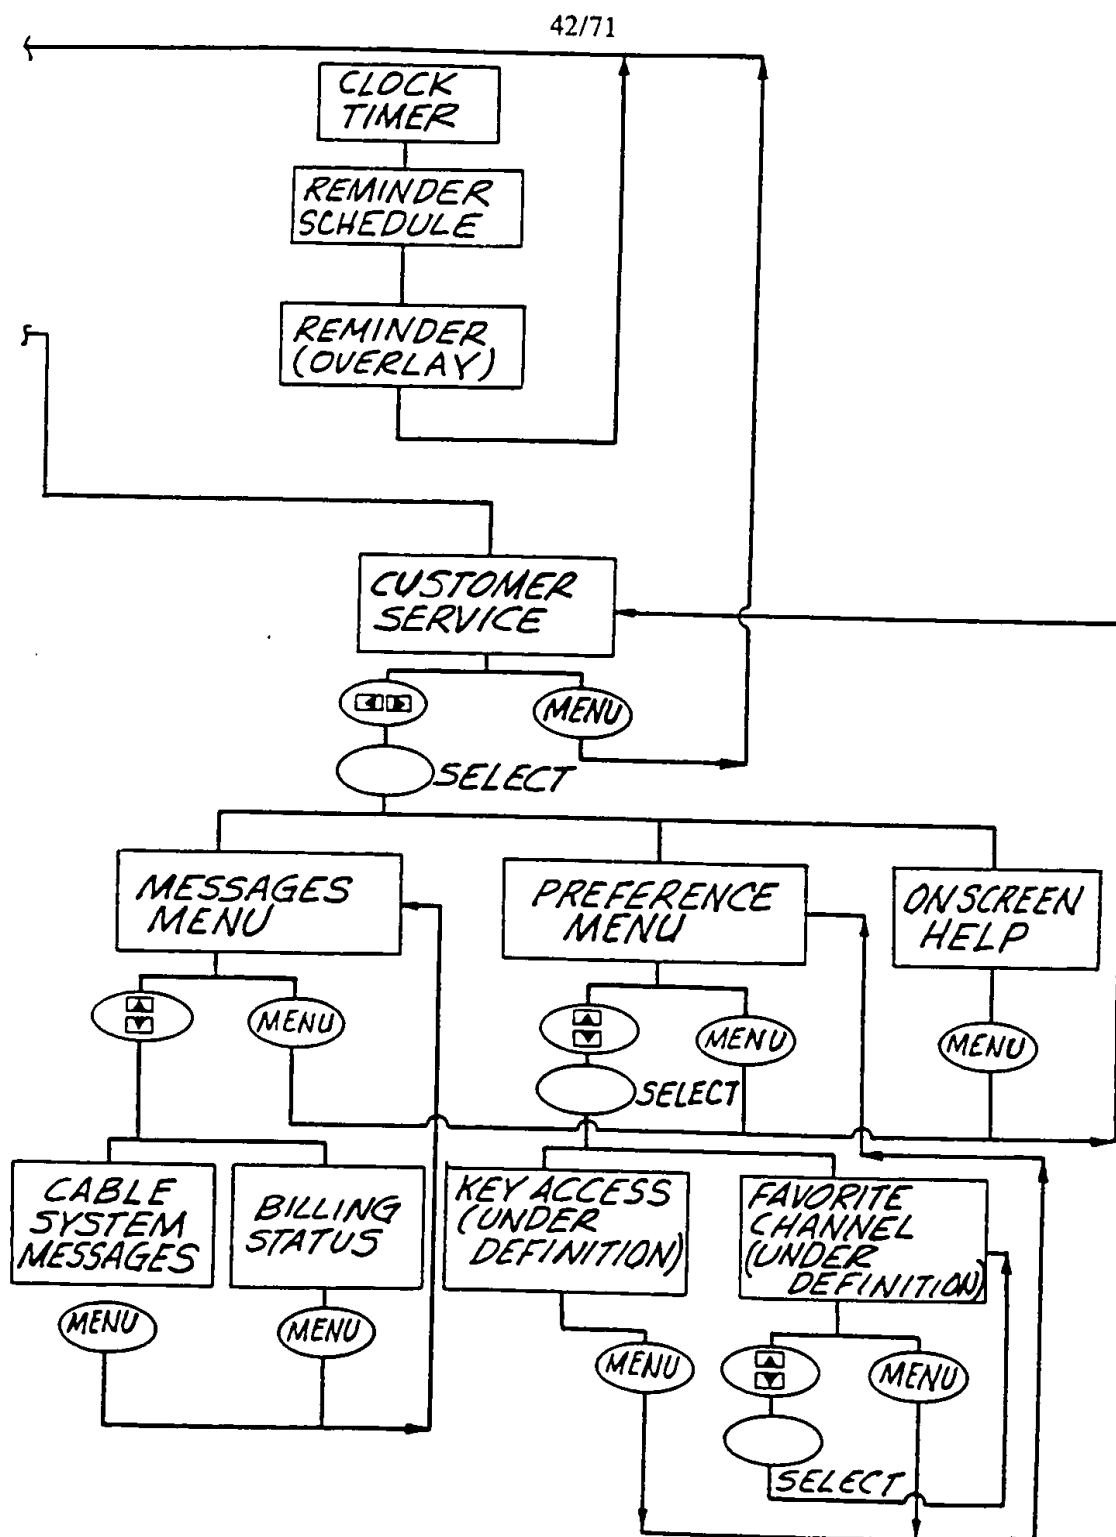 42/71
CLOCK
TIMER
REMINDER
SCHEDULE
REMINDER
(OVERLAY)
CUSTOMER
SERVICE
MENU
SELECT
MESSAGES
MENU
PREFERENCE
MENU
ONSCREEN
HELP
MENU
MENU
MENU
SELECT
CABLE
SYSTEM
MESSAGES
BILLING
STATUS
KEY ACCESS
(UNDER
DEFINITION)
FAVORITE
CHANNEL
(UNDER
DEFINITION)
MENU
MENU
MENU
MENU
SELECT